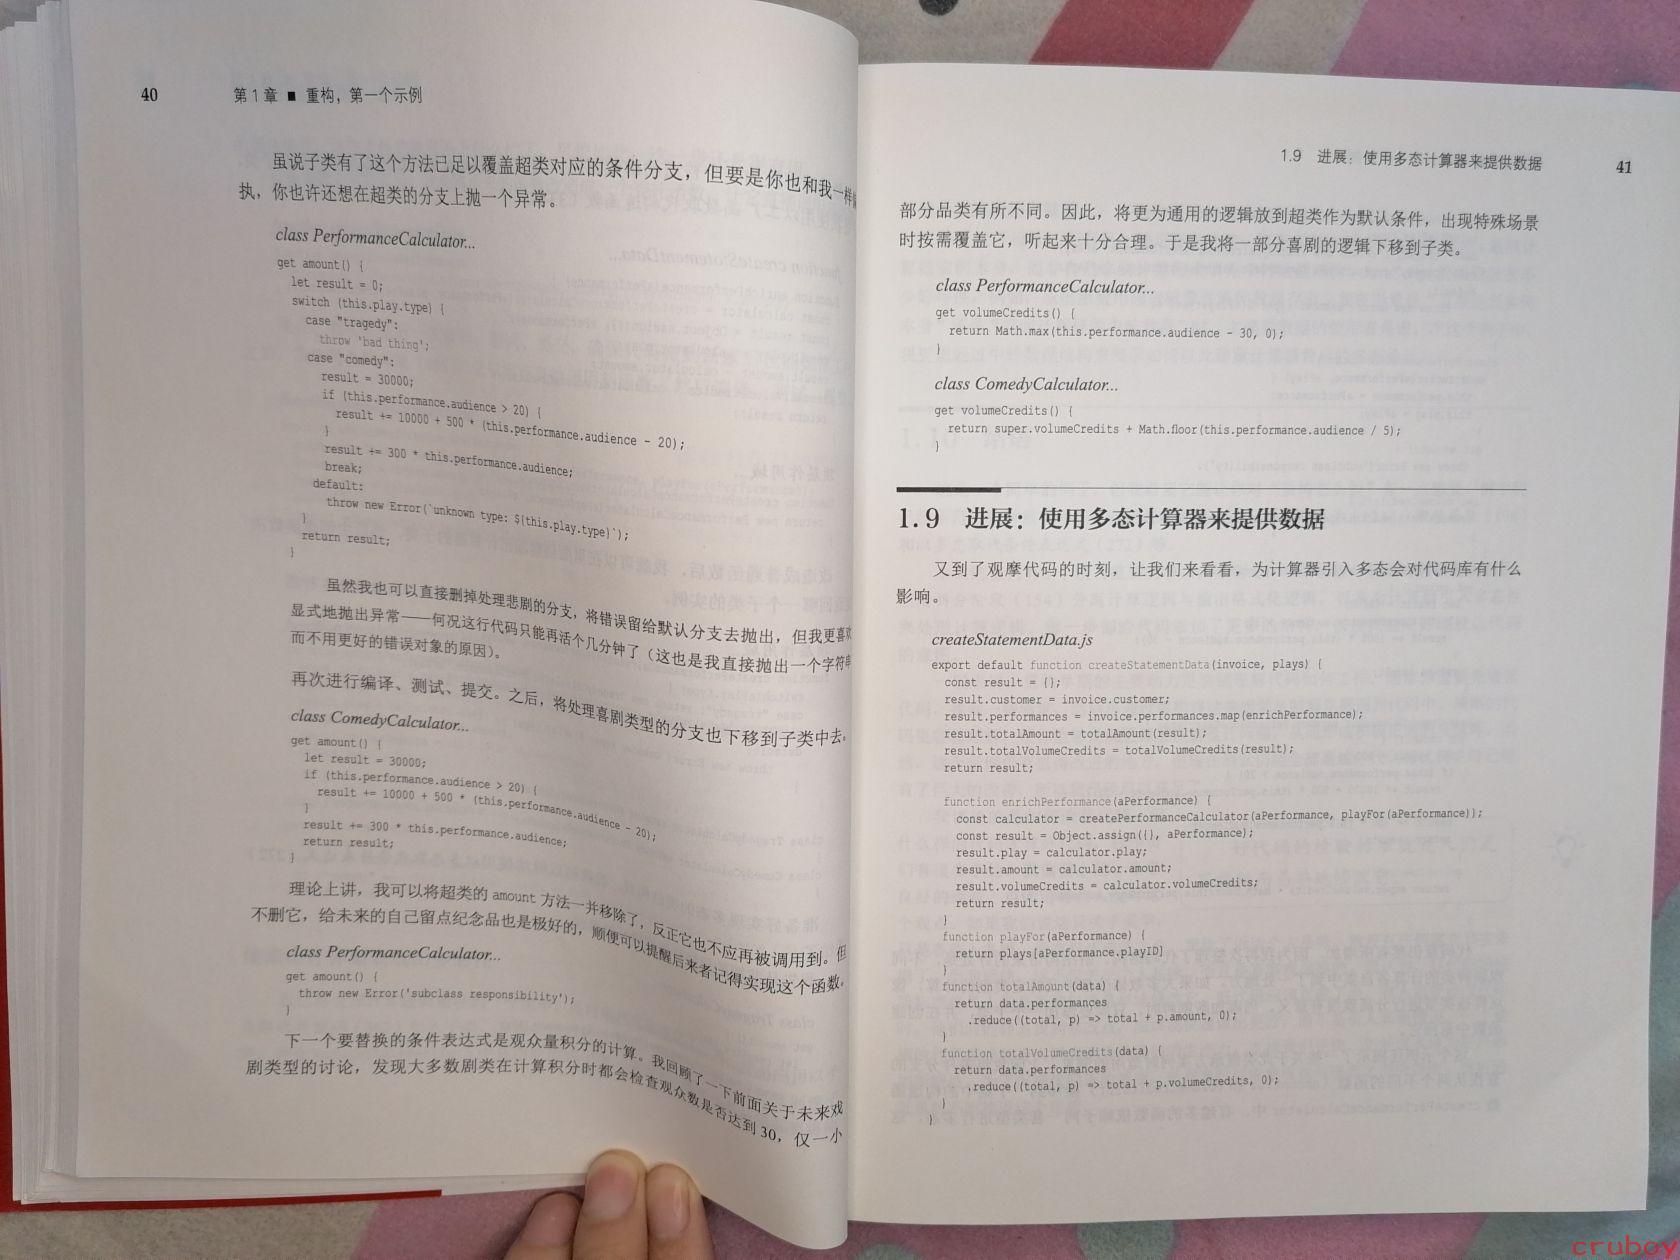 40 第1章 ■ 重构，第一个示例
虽说子类有了这个方法已足以覆盖超类对应的条件分支，但要是你也和我一样
执，你也许还想在超类的分支上抛一个异常。
class PerformanceCalculator...
get amount() {
let result = 0;
switch (this.play.type) {
case "tragedy":
throw 'bad thing';
case "comedy":
result = 30000;
if (this.performance.audience > 20) {
result += 10000 + 500 * (this.performance.audience - 20);
}
result += 300 * this.performance.audience;
break;
default:
throw new Error(`unknown type: ${this.play.type}`);
}
return result;
}
虽然我也可以直接删掉处理悲剧的分支，将错误留给默认分支去抛出，但我更喜欢
显式地抛出异常——何况这行代码只能再活个几分钟了（这也是我直接抛出一个字符串
而不用更好的错误对象的原因）。
再次进行编译、测试、提交。之后，将处理喜剧类型的分支也下移到子类中去。
class ComedyCalculator...
get amount() {
let result = 30000;
if (this.performance.audience > 20) {
result += 10000 + 500 * (this.performance.audience - 20);
}
result += 300 * this.performance.audience;
return result;
}
理论上讲，我可以将超类的 amount 方法一并移除了，反正它也不应再被调用到。但
不删它，给未来的自己留点纪念品也是极好的，顺便可以提醒后来者记得实现这个函数。
class PerformanceCalculator...
get amount() {
throw new Error('subclass responsibility');
}
下一个要替换的条件表达式是观众量积分的计算。我回顾了一下前面关于未来戏
剧类型的讨论，发现大多数剧类在计算积分时都会检查观众数是否达到 30，仅一小
1.9 进展：使用多态计算器来提供数据 41
部分品类有所不同。因此，将更为通用的逻辑放到超类作为默认条件，出现特殊场景
时按需覆盖它，听起来十分合理。于是我将一部分喜剧的逻辑下移到子类。
class PerformanceCalculator...
get volumeCredits() {
return Math.max(this.performance.audience - 30, 0);
}
class ComedyCalculator...
get volumeCredits() {
return super.volumeCredits + Math.floor(this.performance.audience / 5);
}
1.9 进展：使用多态计算器来提供数据
又到了观摩代码的时刻，让我们来看看，为计算器引入多态会对代码库有什么
影响。
createStatementData.js
export default function createStatementData(invoice, plays) {
const result = {};
result.customer = invoice.customer;
result.performances = invoice.performances.map(enrichPerformance);
result.totalAmount = totalAmount(result);
result.totalVolumeCredits = totalVolumeCredits(result);
return result;
function enrichPerformance(aPerformance) {
const calculator = createPerformanceCalculator(aPerformance, playFor(aPerformance));
const result = Object.assign({}, aPerformance);
result.play = calculator.play;
result.amount = calculator.amount;
result.volumeCredits = calculator.volumeCredits;
return result;
}
function playFor(aPerformance) {
return plays[aPerformance.playID]
}
function totalAmount(data) {
return data.performances
.reduce((total, p) => total + p.amount, 0);
}
function totalVolumeCredits(data) {
return data.performances
.reduce((total, p) => total + p.volumeCredits, 0);
}
}
cruboy